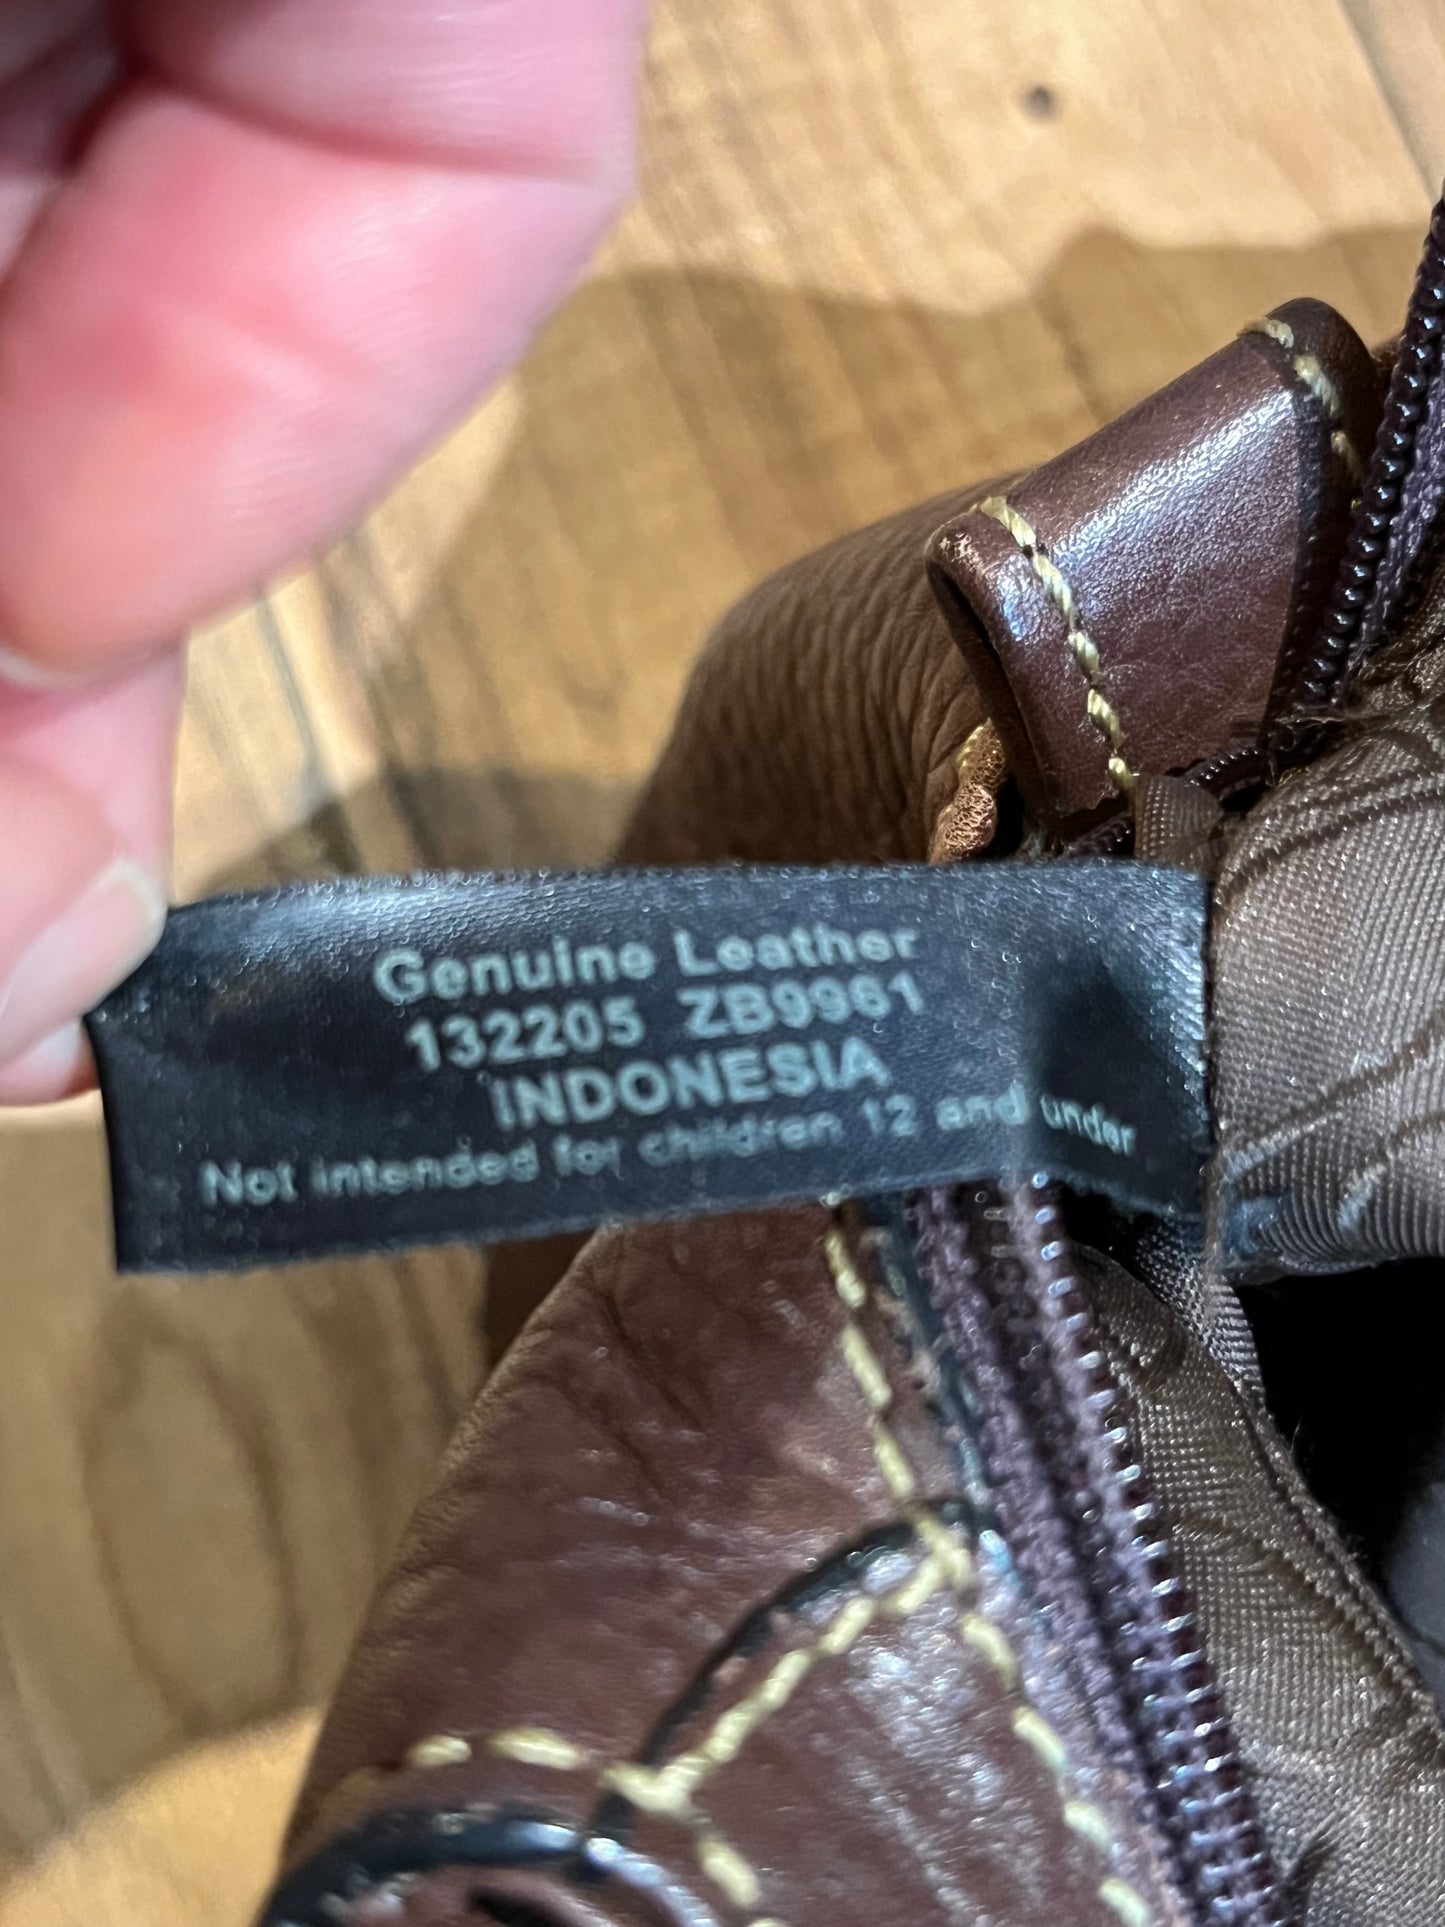 Genuine Leather
132205 ZB9961
INDONESIA
Not intended for children 12 and under